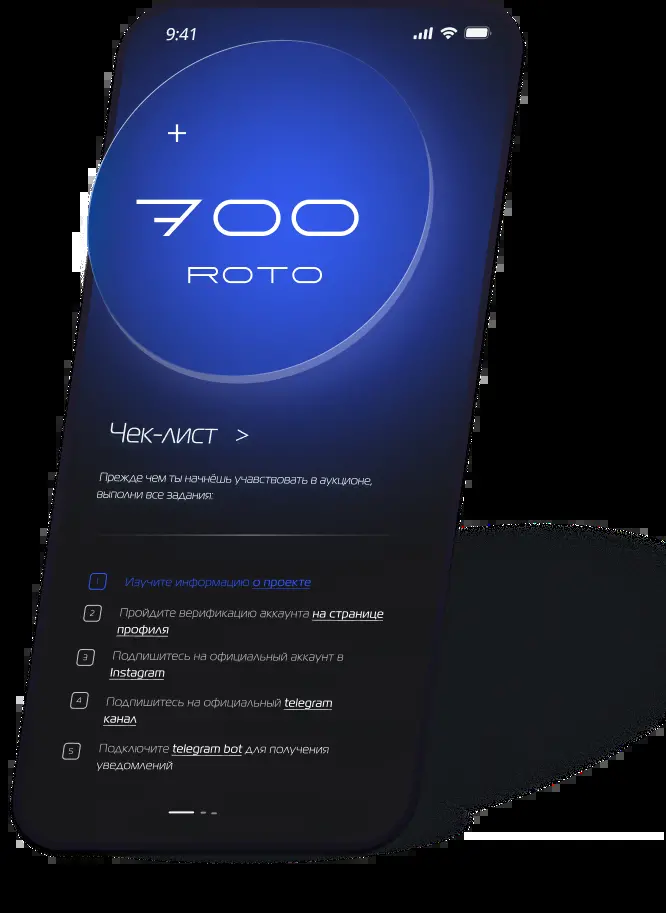 9:41
+
700
ROTO
Чек-лист >
Прежде чем ты начнёшь учавствовать в аукционе,
выполни все задания:
1 Изучите информацию о проекте
2 Пройдите верификацию аккаунта на странице
профиля
3 Подпишитесь на официальный аккаунт в
Instagram
4 Подпишитесь на официальный telegram
канал
5 Подключите telegram bot для получения
уведомлений